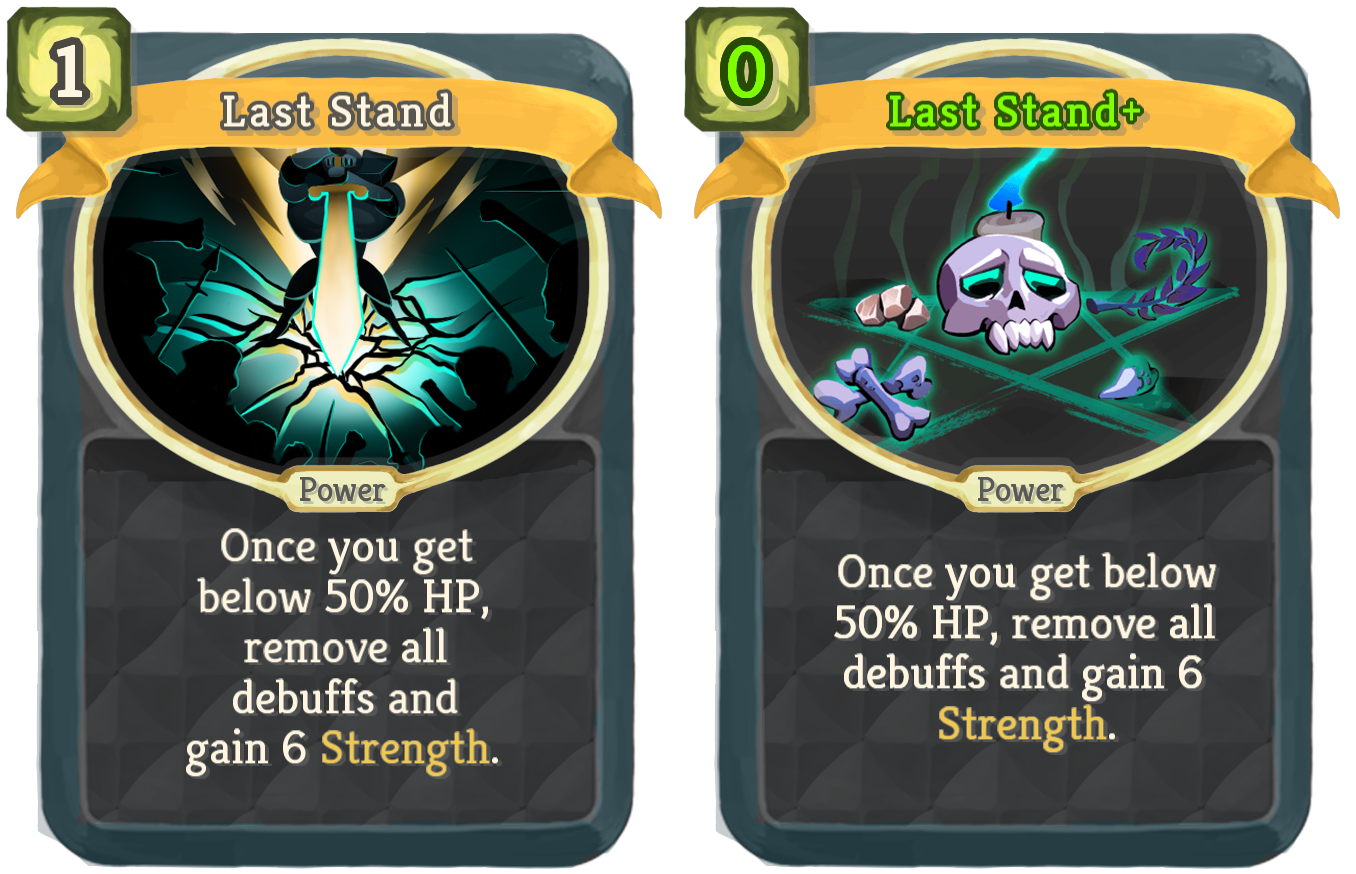 1
Last Stand
Power
Once you get
below 50% HP,
remove all
debuffs and
gain 6 Strength.
0
Last Stand+
Power
Once you get below
50% HP, remove all
debuffs and gain 6
Strength.